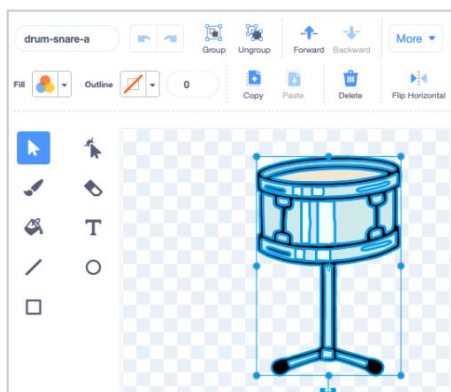 drum-snare-a
Group Ungroup Forward Backward More
Fill Outline 0 Copy Paste Delete Flip Horizontal
T